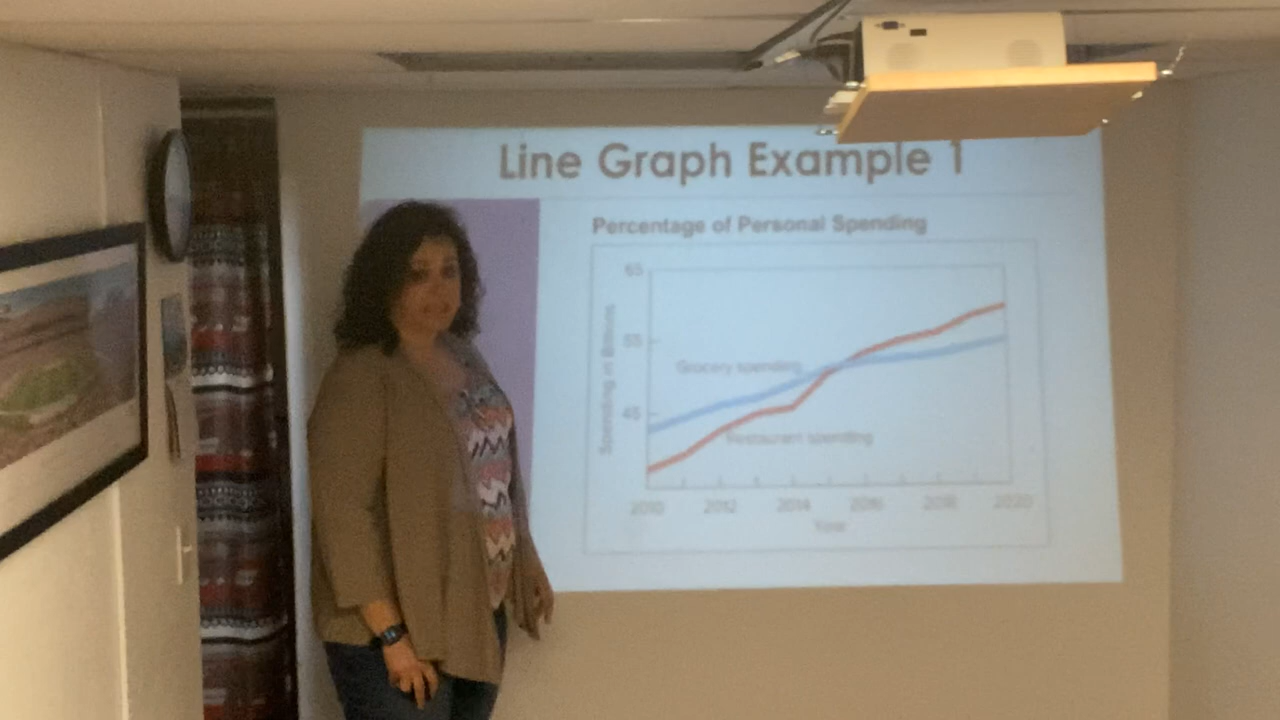 Line Graph Example 1
Percentage of Personal Spending
65
55
45
Spending in Billions
Grocery spending
Restaurant spending
2010 2012 2014 2016 2018 2020
Year